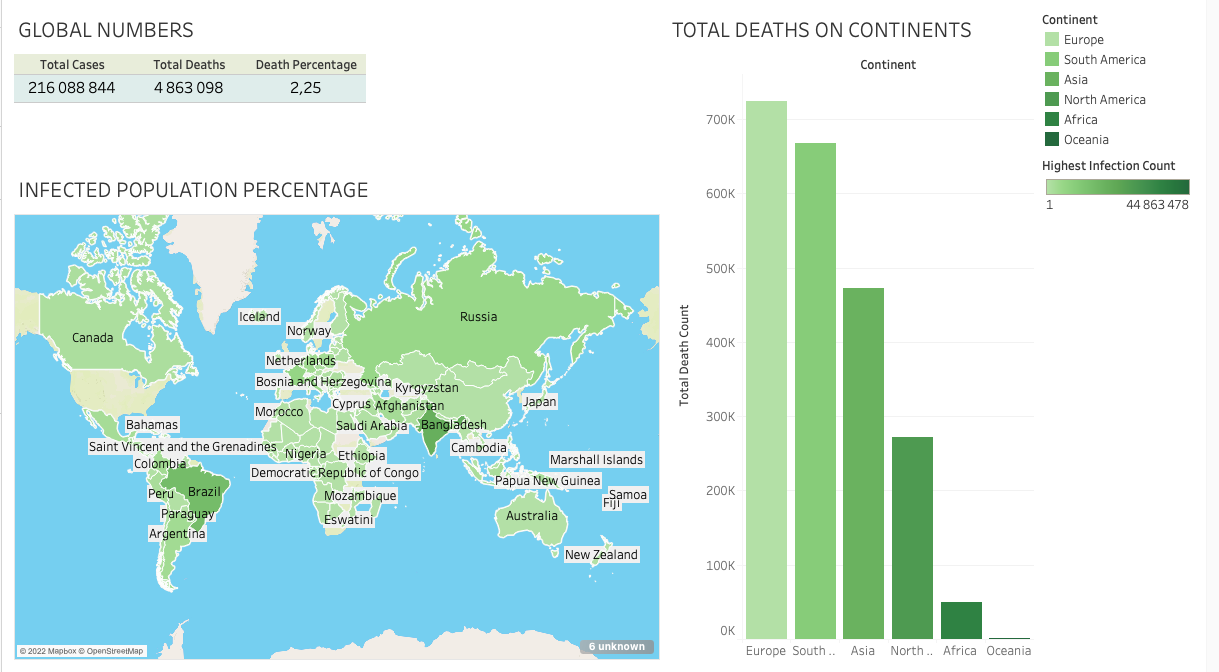 GLOBAL NUMBERS
Total Cases Total Deaths Death Percentage
216 088 844 4 863 098 2,25
INFECTED POPULATION PERCENTAGE
Iceland
Russia
Norway
Canada
Netherlands
Bosnia and Herzegovina
Kyrgyzstan
Cyprus
Afghanistan
Japan
Morocco
Bahamas
Saudi Arabia
Bangladesh
Saint Vincent and the Grenadines
Cambodia
Nigeria
Ethiopia
Colombia
Marshall Islands
Democratic Republic of Congo
Papua New Guinea
Peru
Brazil
Mozambique
Samoa
Fiji
Paraguay
Eswatini
Australia
Argentina
New Zealand
© 2022 Mapbox © OpenStreetMap
6 unknown
TOTAL DEATHS ON CONTINENTS
Continent
Total Death Count
700K
600K
500K
400K
300K
200K
100K
0K
Europe South .. Asia North .. Africa Oceania
Continent
Europe
South America
Asia
North America
Africa
Oceania
Highest Infection Count
1 44 863 478